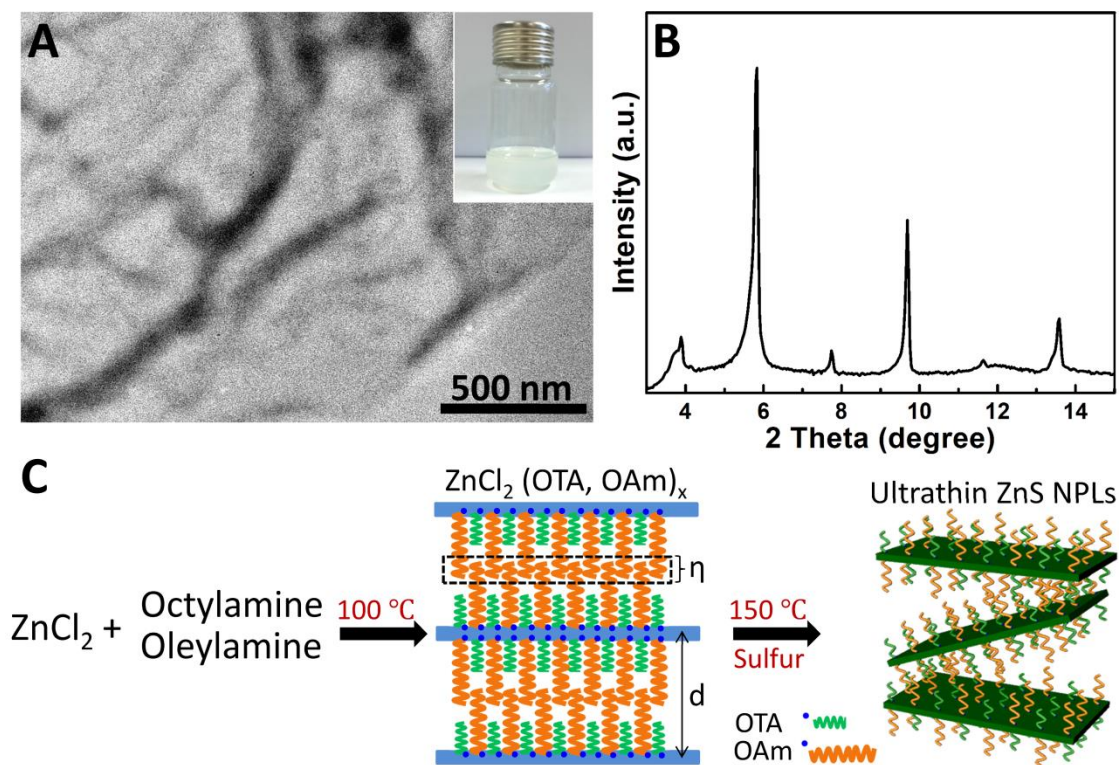 A
500 nm
B
Intensity (a.u.)
4 6 8 10 12 14
2 Theta (degree)
C
ZnCl₂ (OTA, OAm)ₓ
Ultrathin ZnS NPLs
η
ZnCl₂ +
Octylamine
Oleylamine
100 ℃
150 ℃
Sulfur
d
OTA
OAm